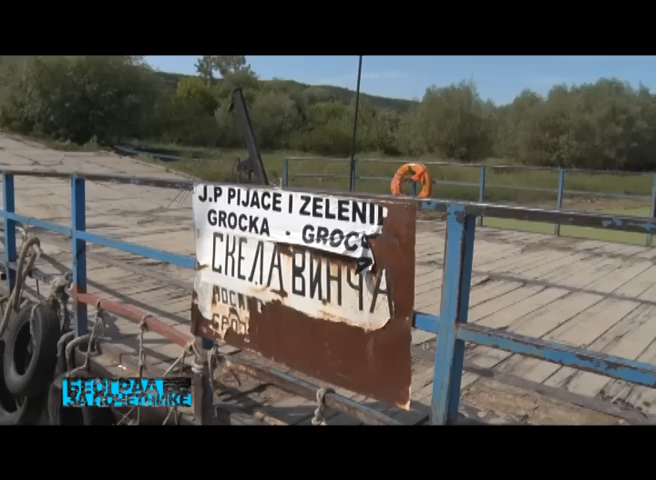 J.P PIJACE I ZELENI
GROCKA - GROC
СКЕЛА ВИНЧА
БЕОГРАД
ЗА ПОЧЕТНИКЕ